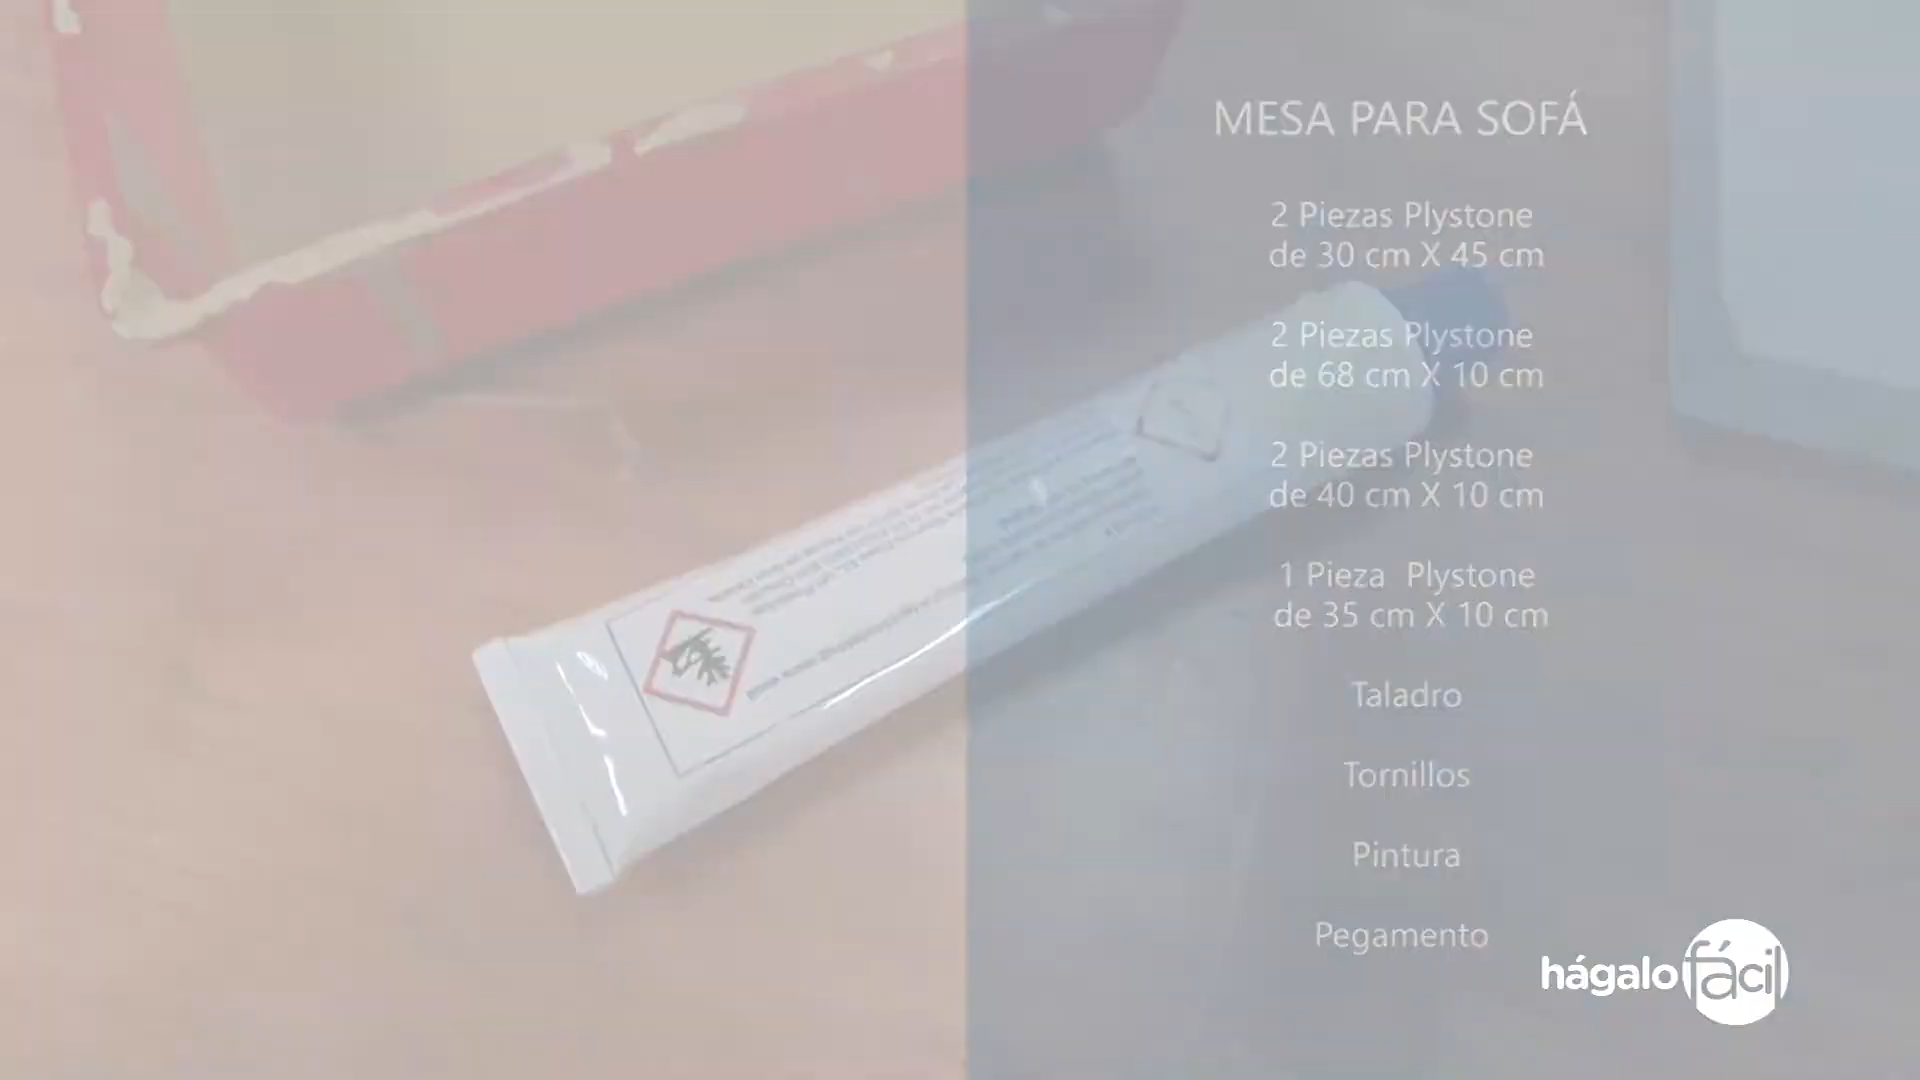 MESA PARA SOFÁ
2 Piezas Plystone
de 30 cm X 45 cm
2 Piezas Plystone
de 68 cm X 10 cm
2 Piezas Plystone
de 40 cm X 10 cm
1 Pieza Plystone
de 35 cm X 10 cm
Taladro
Tornillos
Pintura
Pegamento
hágalo fácil